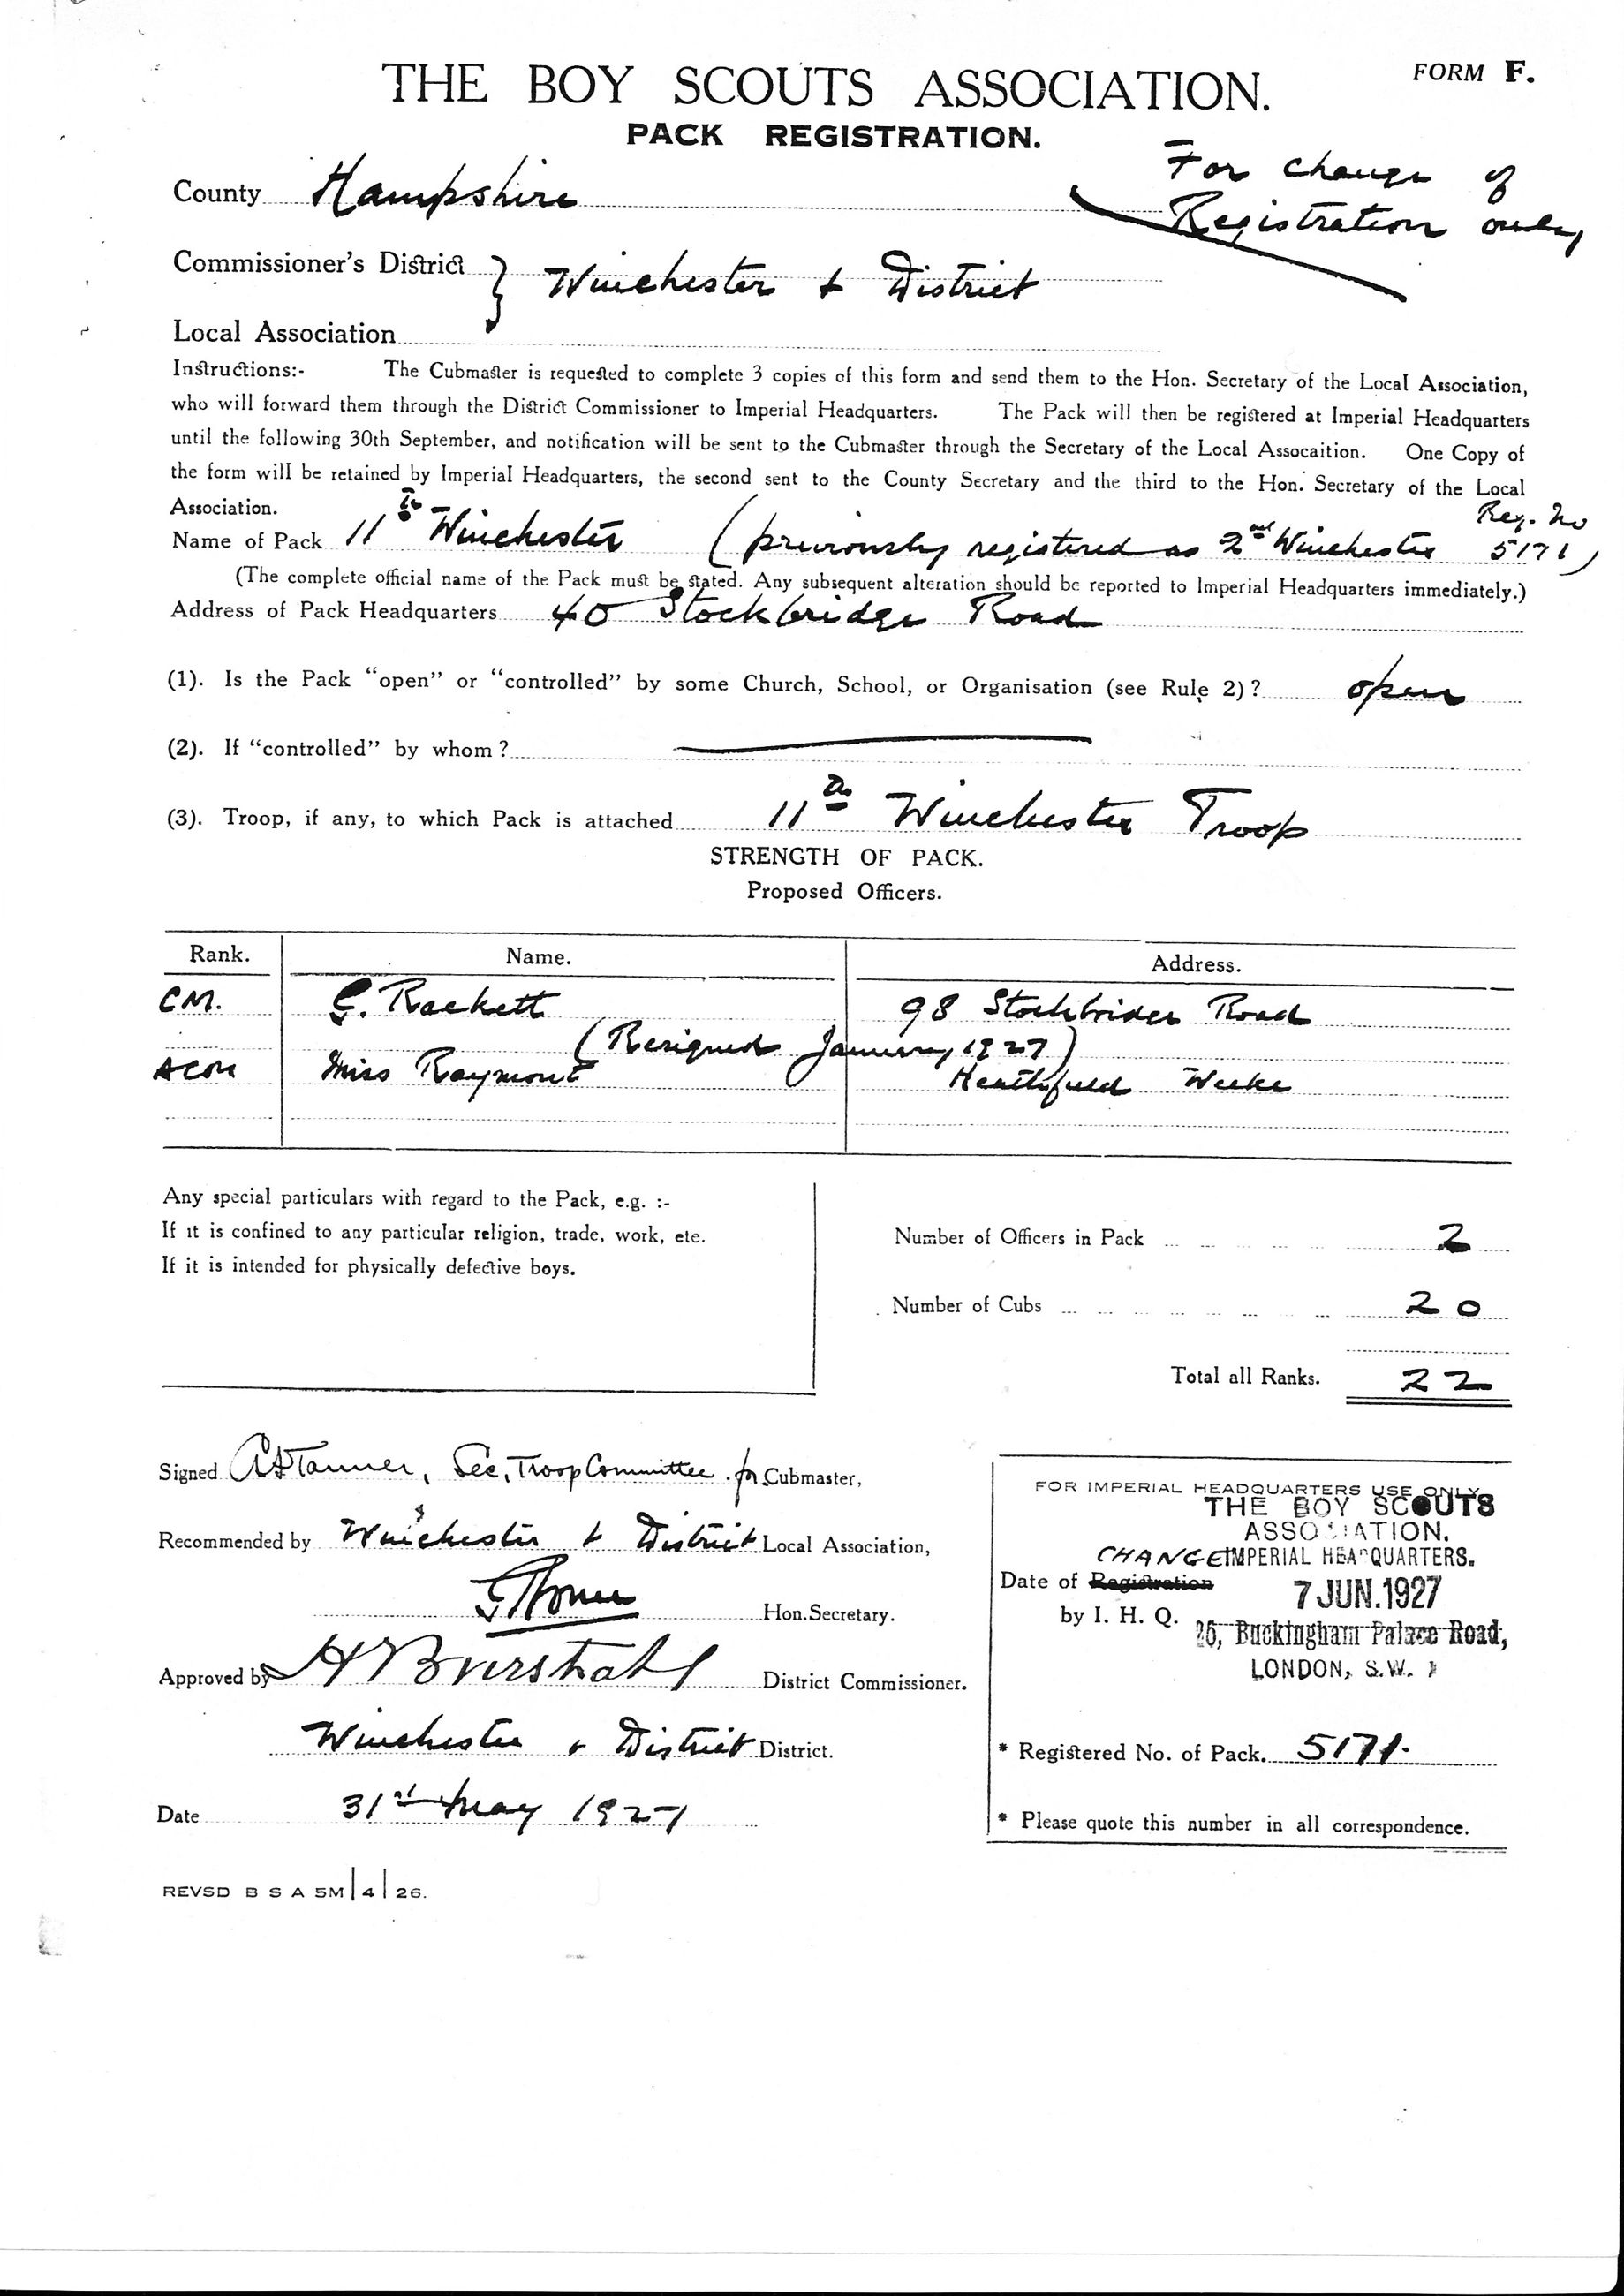 FORM F.
THE BOY SCOUTS ASSOCIATION.
PACK REGISTRATION.
For change of
Registration only
County Hampshire
Commissioner's District } Winchester & District
Local Association
Instructions:- The Cubmaster is requested to complete 3 copies of this form and send them to the Hon. Secretary of the Local Association,
who will forward them through the District Commissioner to Imperial Headquarters. The Pack will then be registered at Imperial Headquarters
until the following 30th September, and notification will be sent to the Cubmaster through the Secretary of the Local Assocaition. One Copy of
the form will be retained by Imperial Headquarters, the second sent to the County Secretary and the third to the Hon. Secretary of the Local
Association.
Name of Pack 11th Winchester (previously registered as 2nd Winchester Reg. No 5171)
(The complete official name of the Pack must be stated. Any subsequent alteration should be reported to Imperial Headquarters immediately.)
Address of Pack Headquarters 40 Stockbridge Road
(1). Is the Pack "open" or "controlled" by some Church, School, or Organisation (see Rule 2)? open
(2). If "controlled" by whom?
(3). Troop, if any, to which Pack is attached 11th Winchester Troop
STRENGTH OF PACK.
Proposed Officers.
Rank. Name. Address.
CM. G. Rackett 98 Stockbridge Road
(Resigned January 1927)
ACM Miss Raymont Heathfield Weeke
Any special particulars with regard to the Pack, e.g. :-
If it is confined to any particular religion, trade, work, etc.
If it is intended for physically defective boys.
Number of Officers in Pack 2
Number of Cubs 20
Total all Ranks. 22
Signed Tanner, Sec, Troop Committee. for Cubmaster,
Recommended by Winchester & District Local Association,
Hon.Secretary.
Approved by District Commissioner.
Winchester & District District.
Date 31st May 1927
FOR IMPERIAL HEADQUARTERS USE ONLY
THE BOY SCOUTS
ASSOCIATION.
CHANGE IMPERIAL HEADQUARTERS.
Date of Registration
7 JUN.1927
by I. H. Q.
25, Buckingham Palace Road,
LONDON, S.W. 1
* Registered No. of Pack. 5171.
* Please quote this number in all correspondence.
REVSD B S A 5M|4|26.